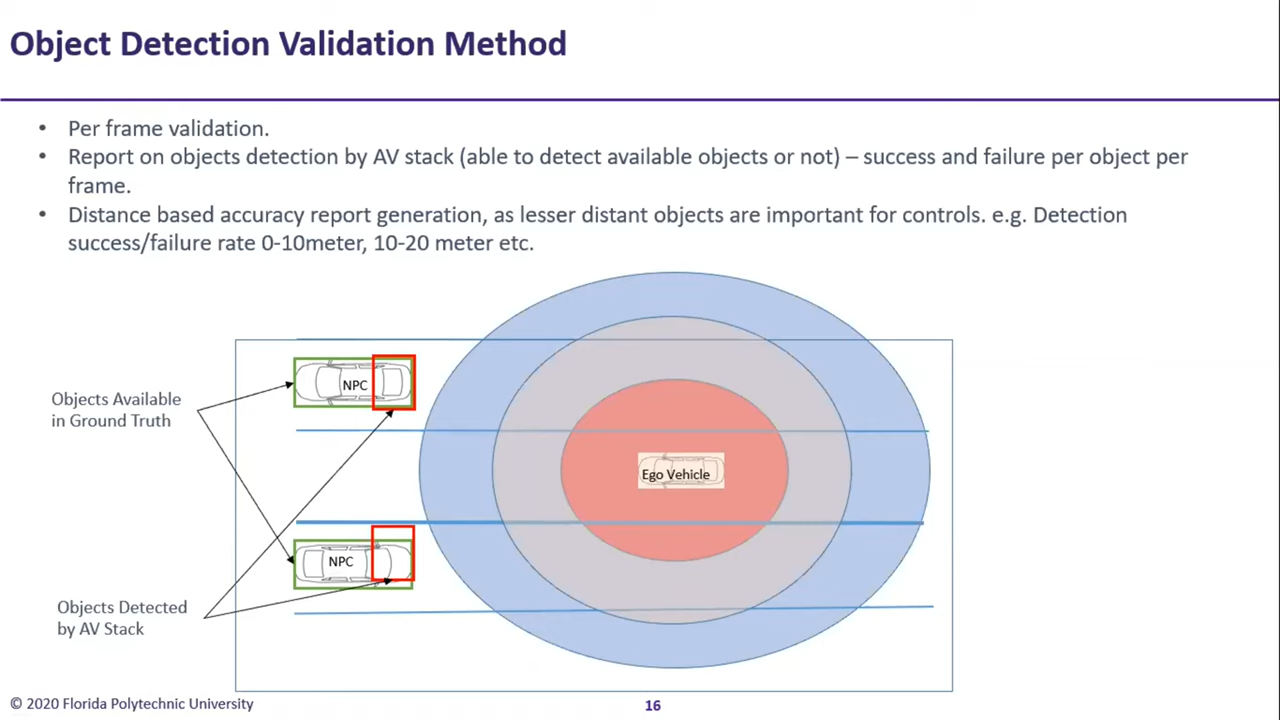 Object Detection Validation Method
• Per frame validation.
• Report on objects detection by AV stack (able to detect available objects or not) – success and failure per object per
frame.
• Distance based accuracy report generation, as lesser distant objects are important for controls. e.g. Detection
success/failure rate 0-10meter, 10-20 meter etc.
NPC
Objects Available
in Ground Truth
Ego Vehicle
NPC
Objects Detected
by AV Stack
© 2020 Florida Polytechnic University
16